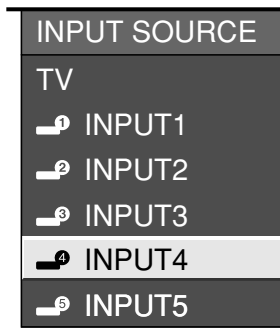 INPUT SOURCE
TV
1 INPUT1
2 INPUT2
3 INPUT3
4 INPUT4
5 INPUT5